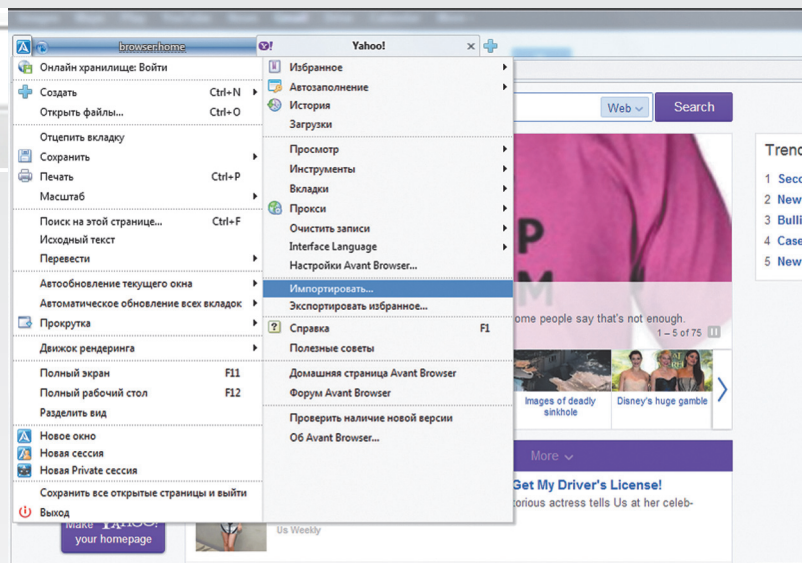 browser:home
Yahoo!
Онлайн хранилище: Войти
Создать Ctrl+N
Открыть файлы... Ctrl+O
Отцепить вкладку
Сохранить
Печать Ctrl+P
Масштаб
Поиск на этой странице... Ctrl+F
Исходный текст
Перевести
Автообновление текущего окна
Автоматическое обновление всех вкладок
Прокрутка
Движок рендеринга
Полный экран F11
Полный рабочий стол F12
Разделить вид
Новое окно
Новая сессия
Новая Private сессия
Сохранить все открытые страницы и выйти
Выход
Избранное
Автозаполнение
История
Загрузки
Просмотр
Инструменты
Вкладки
Прокси
Очистить записи
Interface Language
Настройки Avant Browser...
Импортировать...
Экспортировать избранное...
Справка F1
Полезные советы
Домашняя страница Avant Browser
Форум Avant Browser
Проверить наличие новой версии
Об Avant Browser...
Web
Search
P
M
ome people say that's not enough.
1 – 5 of 75
Images of deadly
sinkhole
Disney's huge gamble
More
Get My Driver's License!
torious actress tells Us at her celeb-
Us Weekly
Make YAHOO!
your homepage
Trend
1 Seco
2 New
3 Bulli
4 Case
5 New